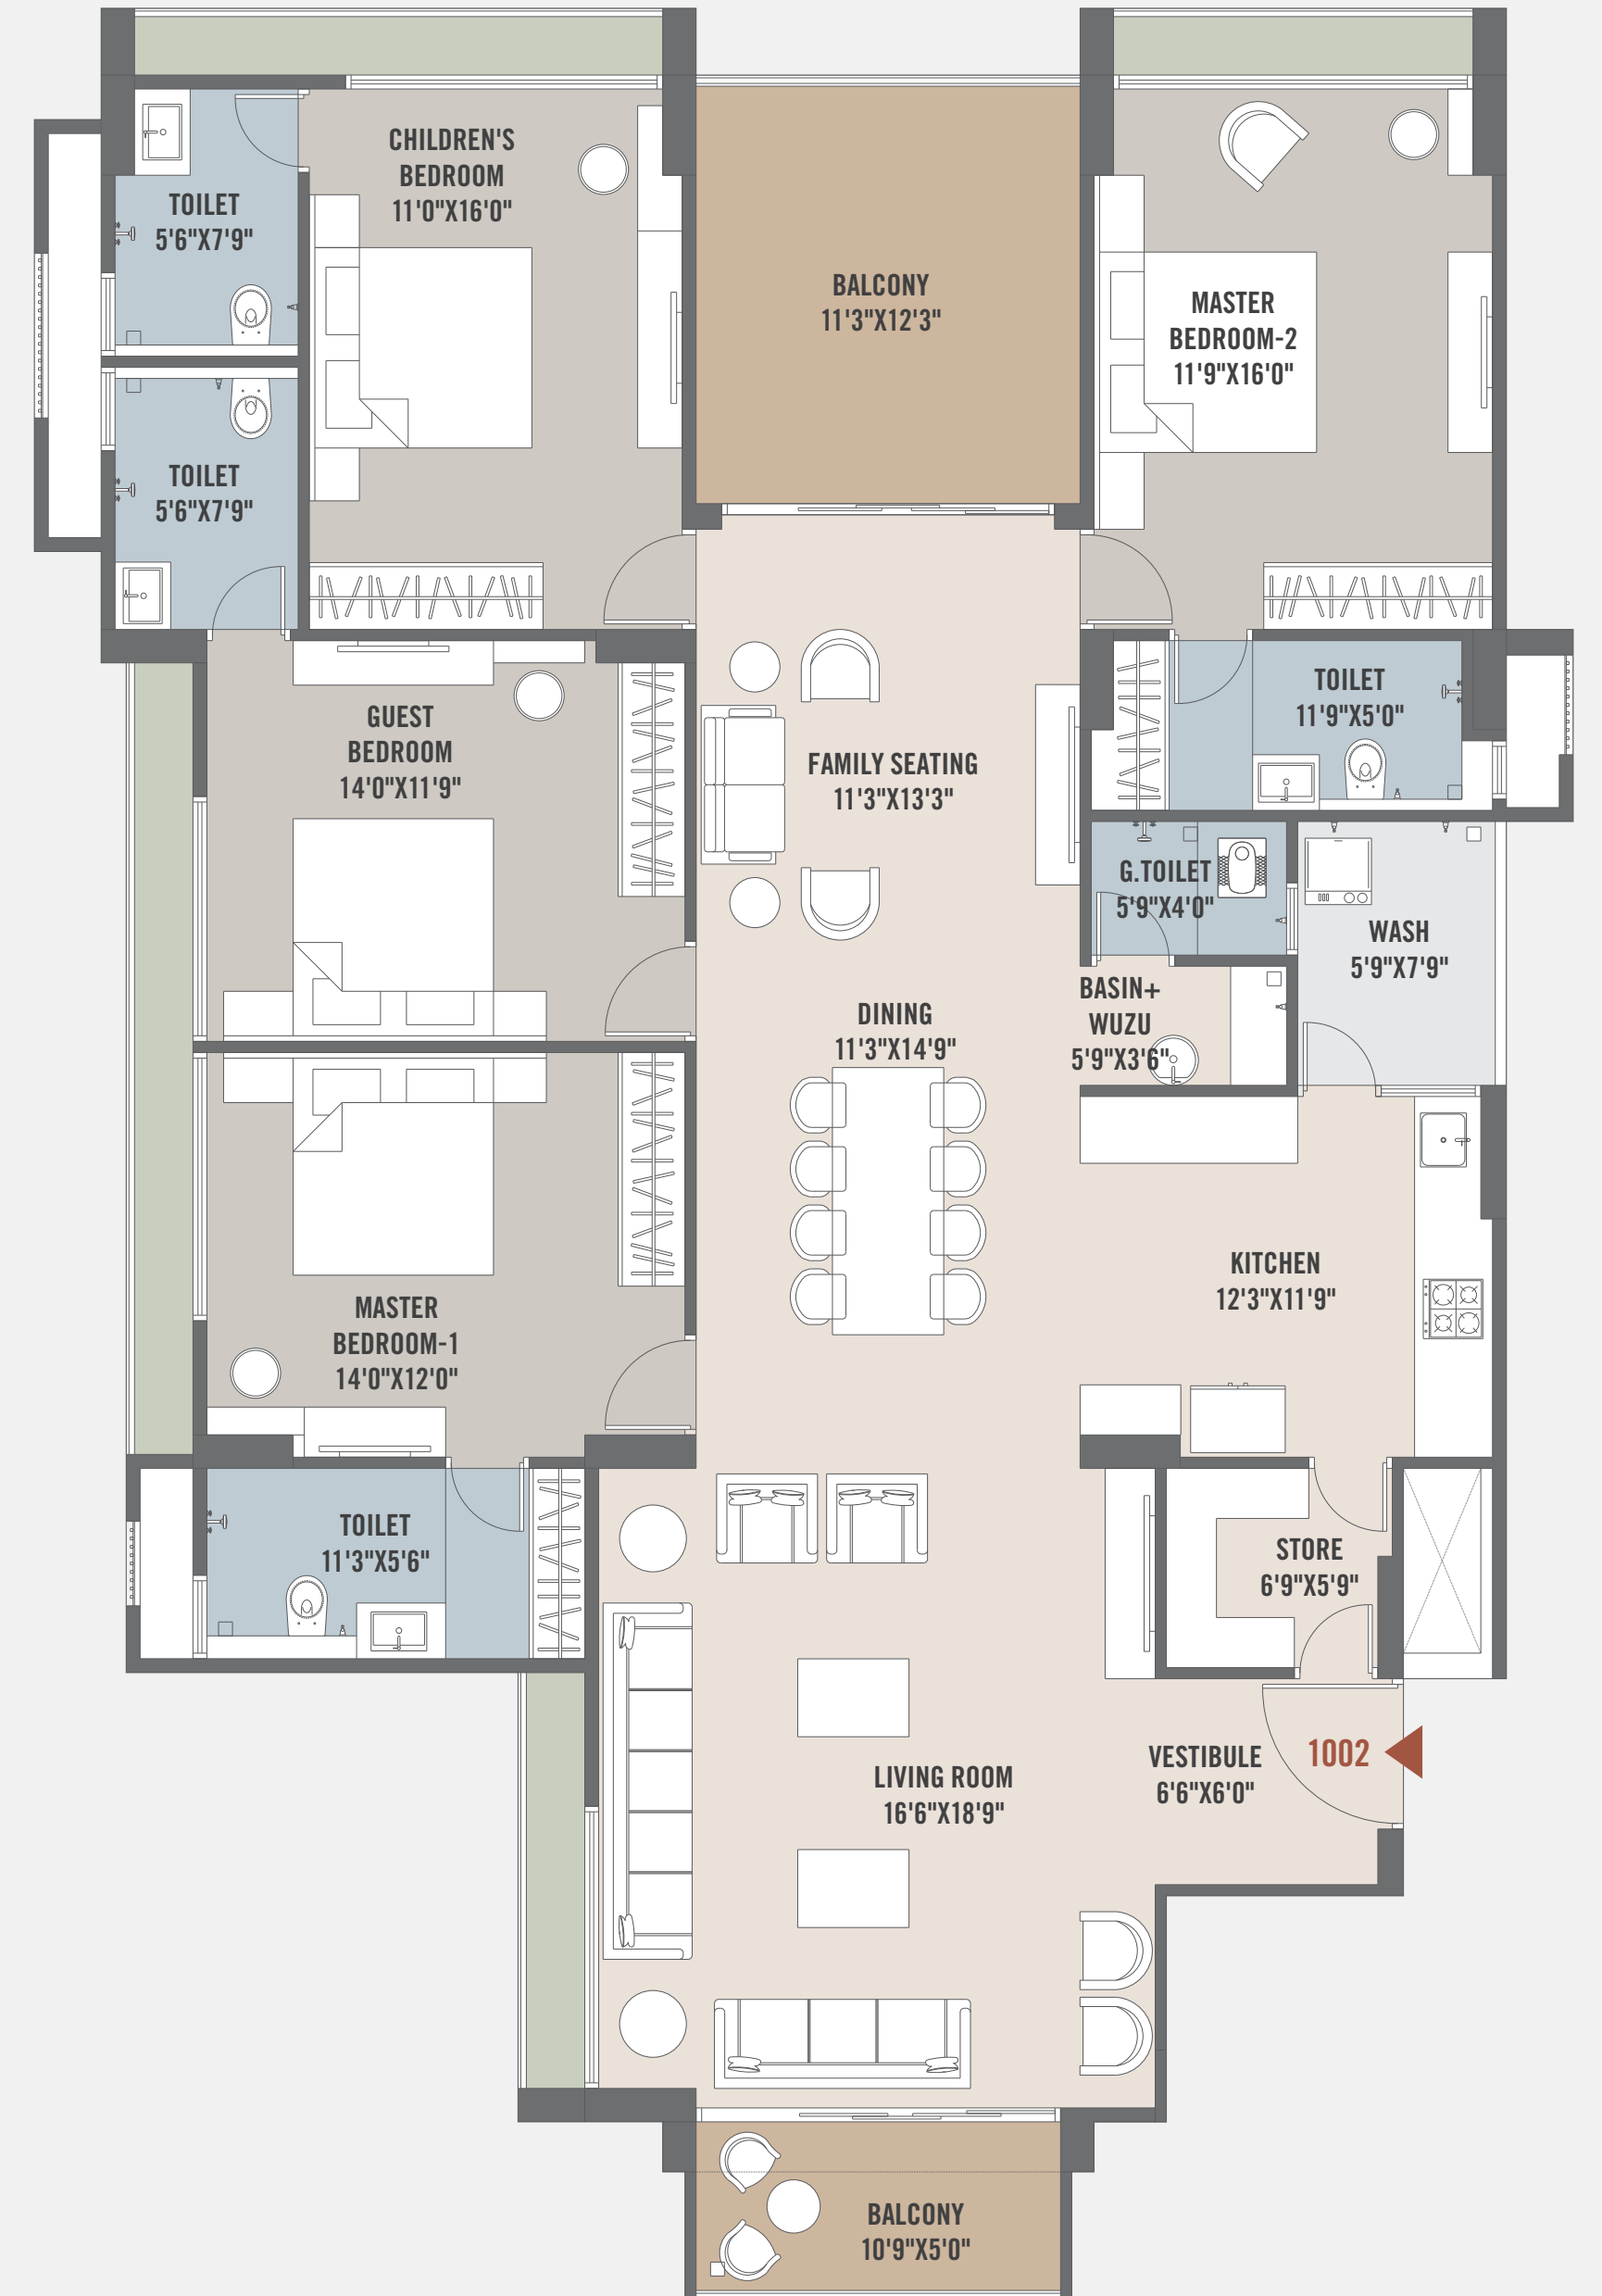 CHILDREN'S
BEDROOM
11'0"X16'0"
TOILET
5'6"X7'9"
BALCONY
11'3"X12'3"
MASTER
BEDROOM-2
11'9"X16'0"
TOILET
5'6"X7'9"
GUEST
BEDROOM
14'0"X11'9"
FAMILY SEATING
11'3"X13'3"
TOILET
11'9"X5'0"
G.TOILET
5'9"X4'0"
WASH
5'9"X7'9"
BASIN+
WUZU
5'9"X3'6"
DINING
11'3"X14'9"
KITCHEN
12'3"X11'9"
MASTER
BEDROOM-1
14'0"X12'0"
TOILET
11'3"X5'6"
STORE
6'9"X5'9"
VESTIBULE
6'6"X6'0"
1002
LIVING ROOM
16'6"X18'9"
BALCONY
10'9"X5'0"